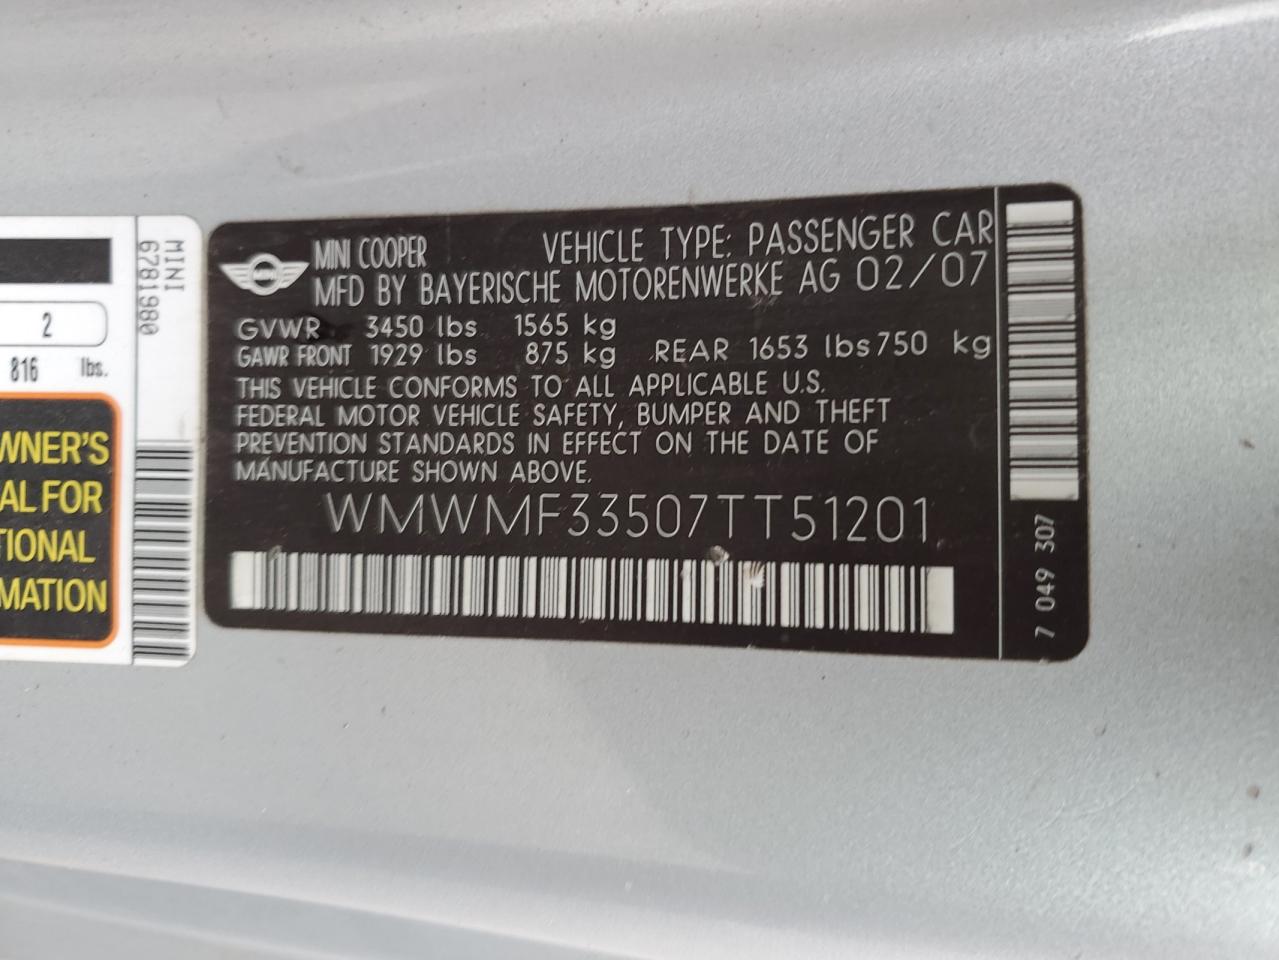 2
816 lbs.
WNER'S
AL FOR
TIONAL
MATION
MINI
6781980
MINI
MINI COOPER VEHICLE TYPE: PASSENGER CAR
MFD BY BAYERISCHE MOTORENWERKE AG 02/07
GVWR 3450 lbs 1565 kg
GAWR FRONT 1929 lbs 875 kg REAR 1653 lbs 750 kg
THIS VEHICLE CONFORMS TO ALL APPLICABLE U.S.
FEDERAL MOTOR VEHICLE SAFETY, BUMPER AND THEFT
PREVENTION STANDARDS IN EFFECT ON THE DATE OF
MANUFACTURE SHOWN ABOVE.
WMWMF33507TT51201
7 049 307